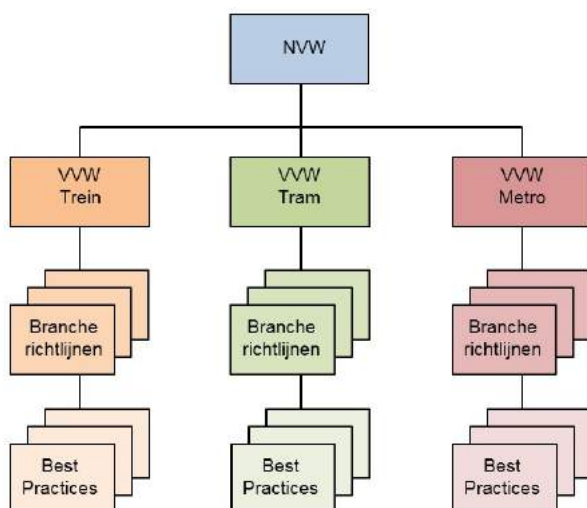 NVW
VVW
Trein
VVW
Tram
VVW
Metro
Branche
richtlijnen
Branche
richtlijnen
Branche
richtlijnen
Best
Practices
Best
Practices
Best
Practices